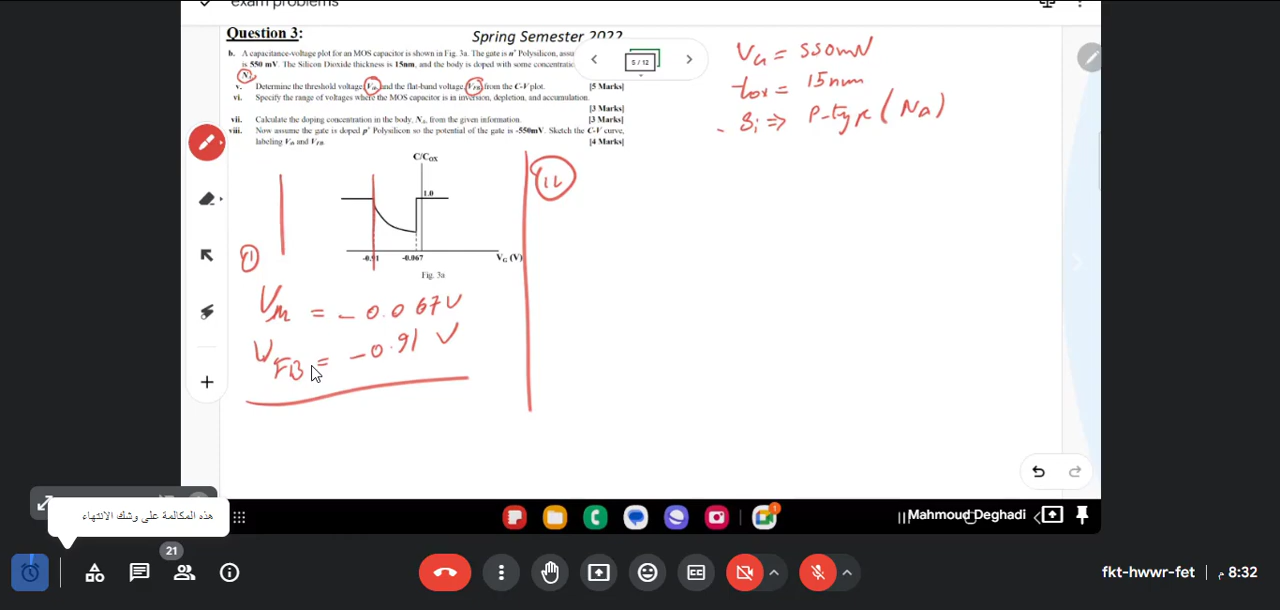 exam problems
Question 3:
Spring Semester 2022
b. A capacitance-voltage plot for an MOS capacitor is shown in Fig. 3a. The gate is n+ Polysilicon, assu
is 550 mV. The Silicon Dioxide thickness is 15nm, and the body is doped with some concentratio
5 / 12
v. Determine the threshold voltage, and the flat-band voltage, from the C-V plot. [5 Marks]
vi. Specify the range of voltages where the MOS capacitor is in inversion, depletion, and accumulation.
[3 Marks]
vii. Calculate the doping concentration in the body, Na, from the given information. [3 Marks]
viii. Now assume the gate is doped p+ Polysilicon so the potential of the gate is -550mV. Sketch the C-V curve,
labeling Vth and VFB [4 Marks]
VG = 550mV
tox = 15nm
Si ⇒ P-type (Na)
C/Cox
1.0
-0.91 -0.067 VG (V)
Fig. 3a
Vth = -0.067V
VFB = -0.91 V
Mahmoud Deghadi
1
هذه المكالمة على وشك الانتهاء
21
fkt-hwwr-fet
8:32 م